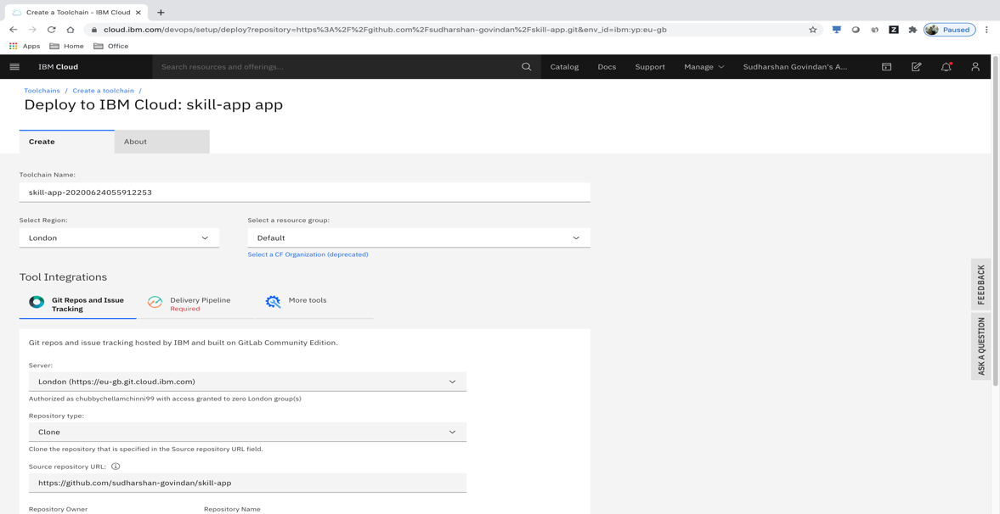 Create a Toolchain - IBM Cloud
cloud.ibm.com/devops/setup/deploy?repository=https%3A%2F%2Fgithub.com%2Fsudharshan-govindan%2Fskill-app.git&env_id=ibm:yp:eu-gb
Paused
Apps Home Office
IBM Cloud Search resources and offerings... Catalog Docs Support Manage Sudharshan Govindan's A...
Toolchains / Create a toolchain /
Deploy to IBM Cloud: skill-app app
Create About
Toolchain Name:
skill-app-20200624055912253
Select Region: Select a resource group:
London Default
Select a CF Organization (deprecated)
Tool Integrations
Git Repos and Issue Tracking
Delivery Pipeline
Required
More tools
Git repos and issue tracking hosted by IBM and built on GitLab Community Edition.
Server:
London (https://eu-gb.git.cloud.ibm.com)
Authorized as chubbychellamchinni99 with access granted to zero London group(s)
Repository type:
Clone
Clone the repository that is specified in the Source repository URL field.
Source repository URL:
https://github.com/sudharshan-govindan/skill-app
Repository Owner Repository Name
FEEDBACK
ASK A QUESTION